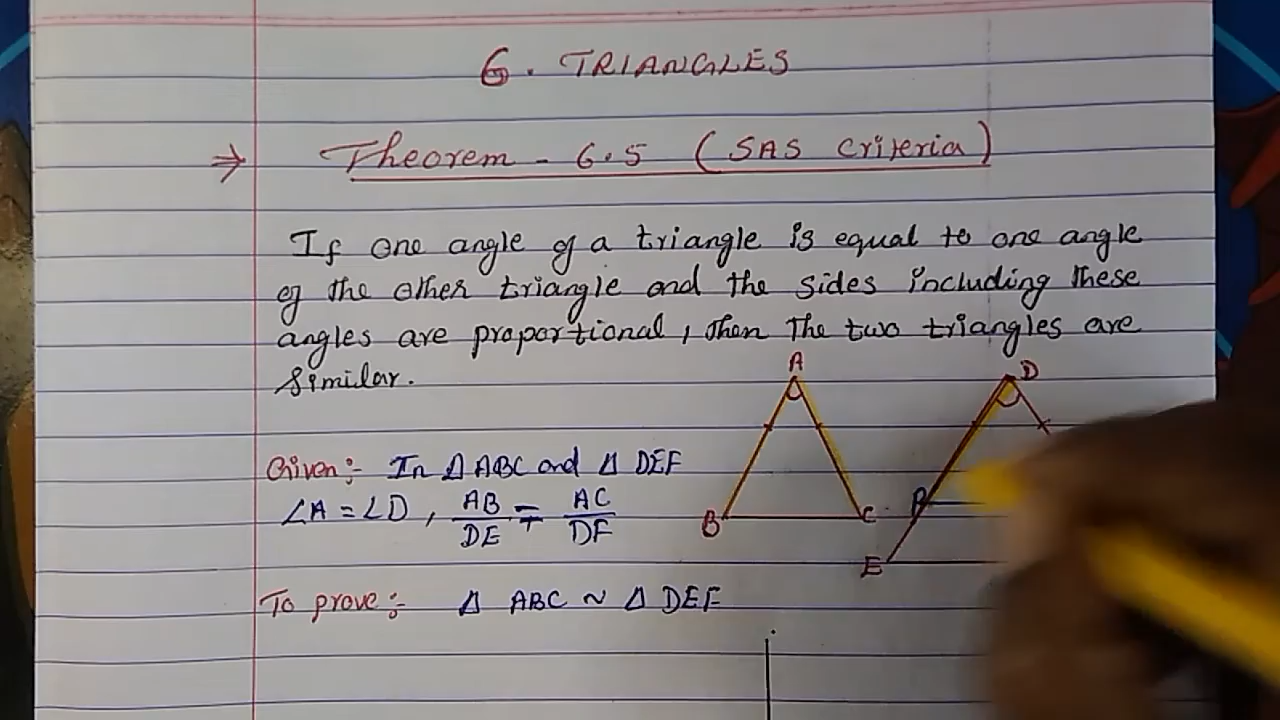 6. TRIANGLES
⇒ Theorem - 6.5 (SAS Criteria)
If one angle of a triangle is equal to one angle
of the other triangle and the sides including these
angles are proportional, then the two triangles are
Similar.
A
D
Given:- In Δ ABC and Δ DEF
∠A = ∠D, AB/DE = AC/DF
B
C
P
E
To prove:- Δ ABC ~ Δ DEF